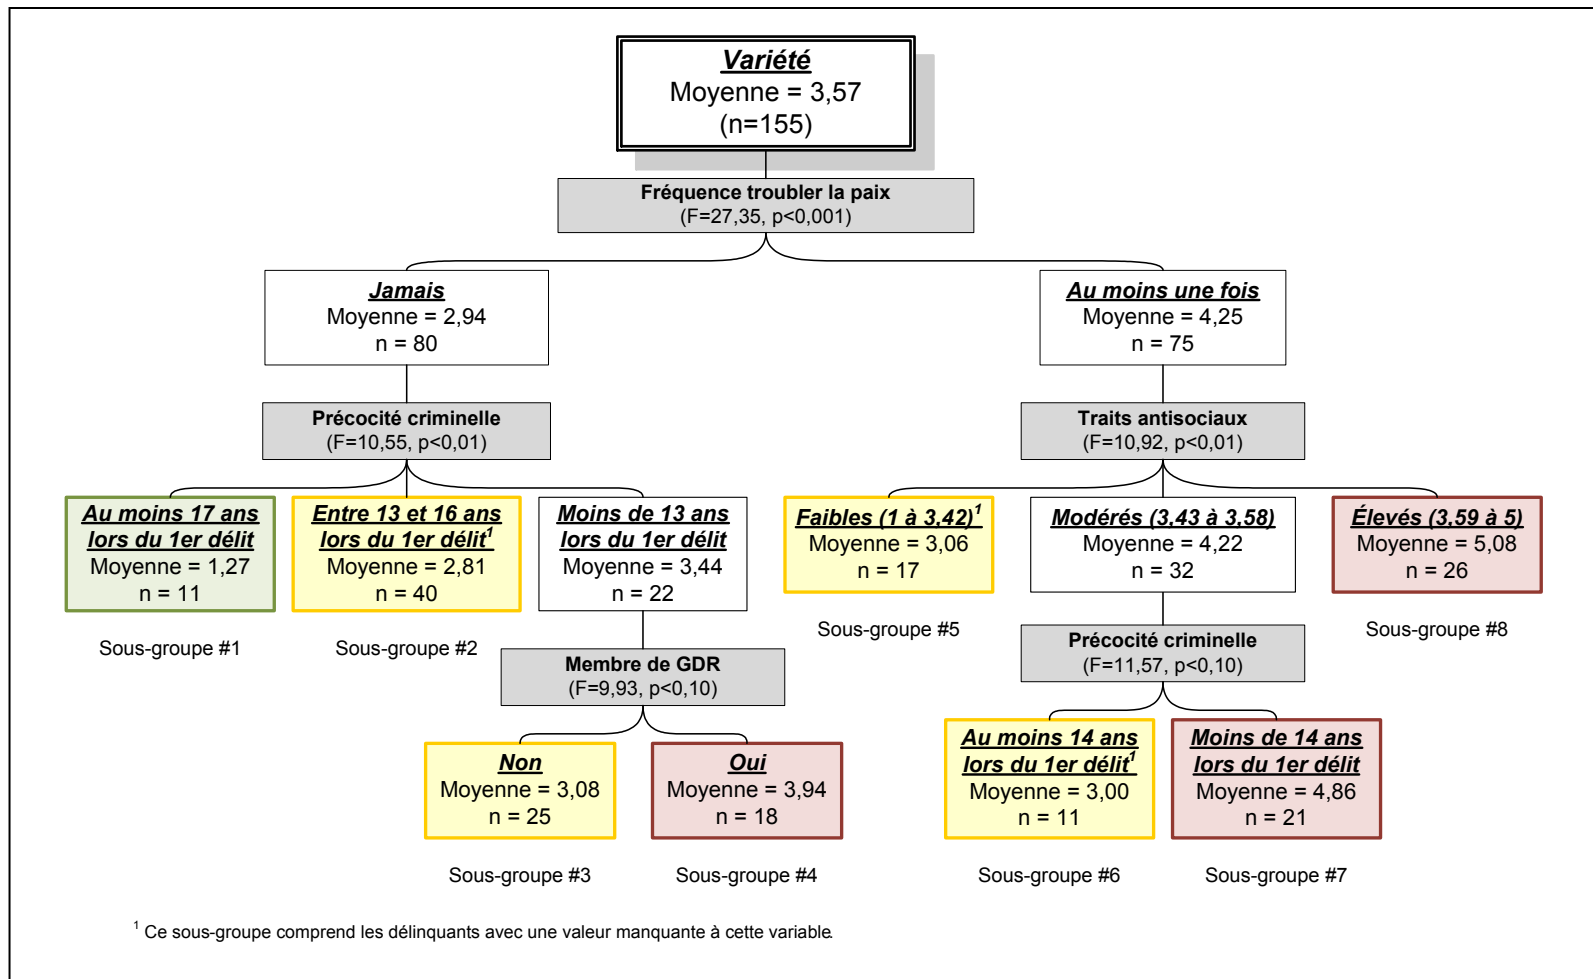 Variété
Moyenne = 3,57
(n=155)
Fréquence troubler la paix
(F=27,35, p<0,001)
Jamais
Moyenne = 2,94
n = 80
Au moins une fois
Moyenne = 4,25
n = 75
Précocité criminelle
(F=10,55, p<0,01)
Traits antisociaux
(F=10,92, p<0,01)
Au moins 17 ans
lors du 1er délit
Moyenne = 1,27
n = 11
Sous-groupe #1
Entre 13 et 16 ans
lors du 1er délit¹
Moyenne = 2,81
n = 40
Sous-groupe #2
Moins de 13 ans
lors du 1er délit
Moyenne = 3,44
n = 22
Faibles (1 à 3,42)¹
Moyenne = 3,06
n = 17
Sous-groupe #5
Modérés (3,43 à 3,58)
Moyenne = 4,22
n = 32
Élevés (3,59 à 5)
Moyenne = 5,08
n = 26
Sous-groupe #8
Membre de GDR
(F=9,93, p<0,10)
Précocité criminelle
(F=11,57, p<0,10)
Non
Moyenne = 3,08
n = 25
Sous-groupe #3
Oui
Moyenne = 3,94
n = 18
Sous-groupe #4
Au moins 14 ans
lors du 1er délit¹
Moyenne = 3,00
n = 11
Sous-groupe #6
Moins de 14 ans
lors du 1er délit
Moyenne = 4,86
n = 21
Sous-groupe #7
¹ Ce sous-groupe comprend les délinquants avec une valeur manquante à cette variable.